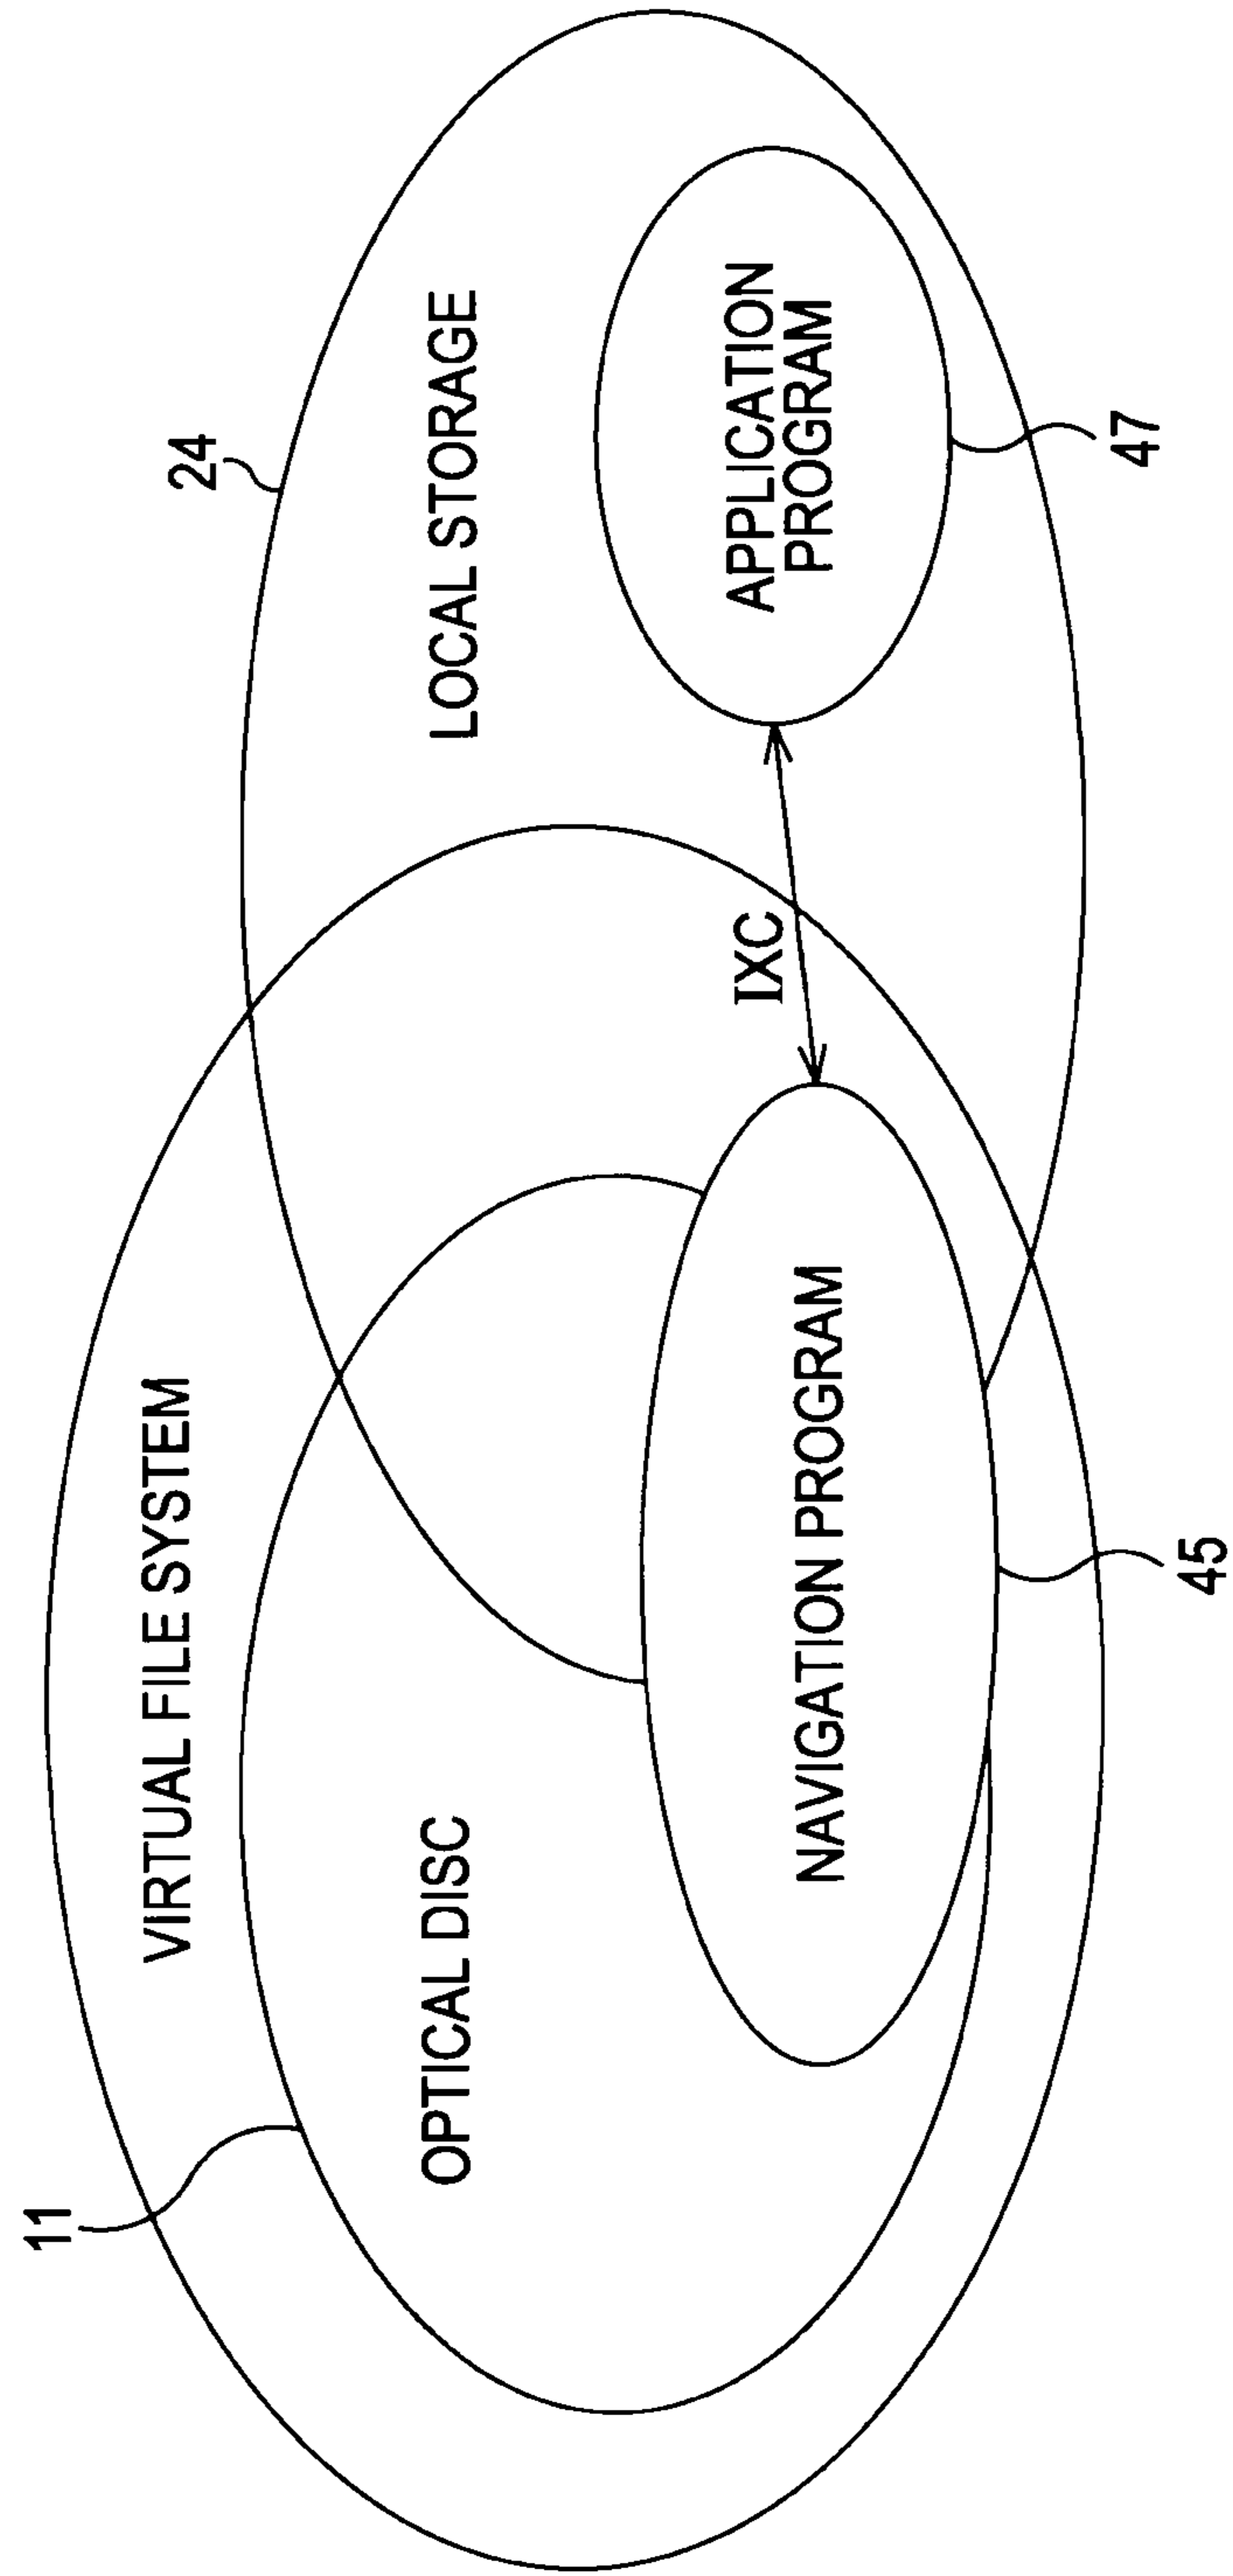 11
24
VIRTUAL FILE SYSTEM
OPTICAL DISC
LOCAL STORAGE
IXC
APPLICATION
PROGRAM
NAVIGATION PROGRAM
45
47